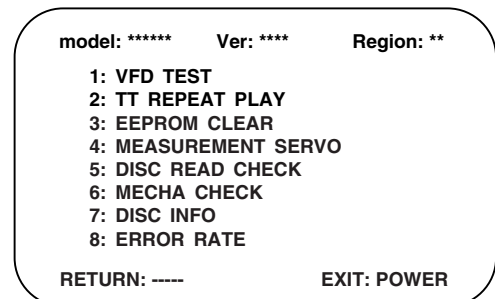 model: ****** Ver: **** Region: **
1: VFD TEST
2: TT REPEAT PLAY
3: EEPROM CLEAR
4: MEASUREMENT SERVO
5: DISC READ CHECK
6: MECHA CHECK
7: DISC INFO
8: ERROR RATE
RETURN: ----- EXIT: POWER